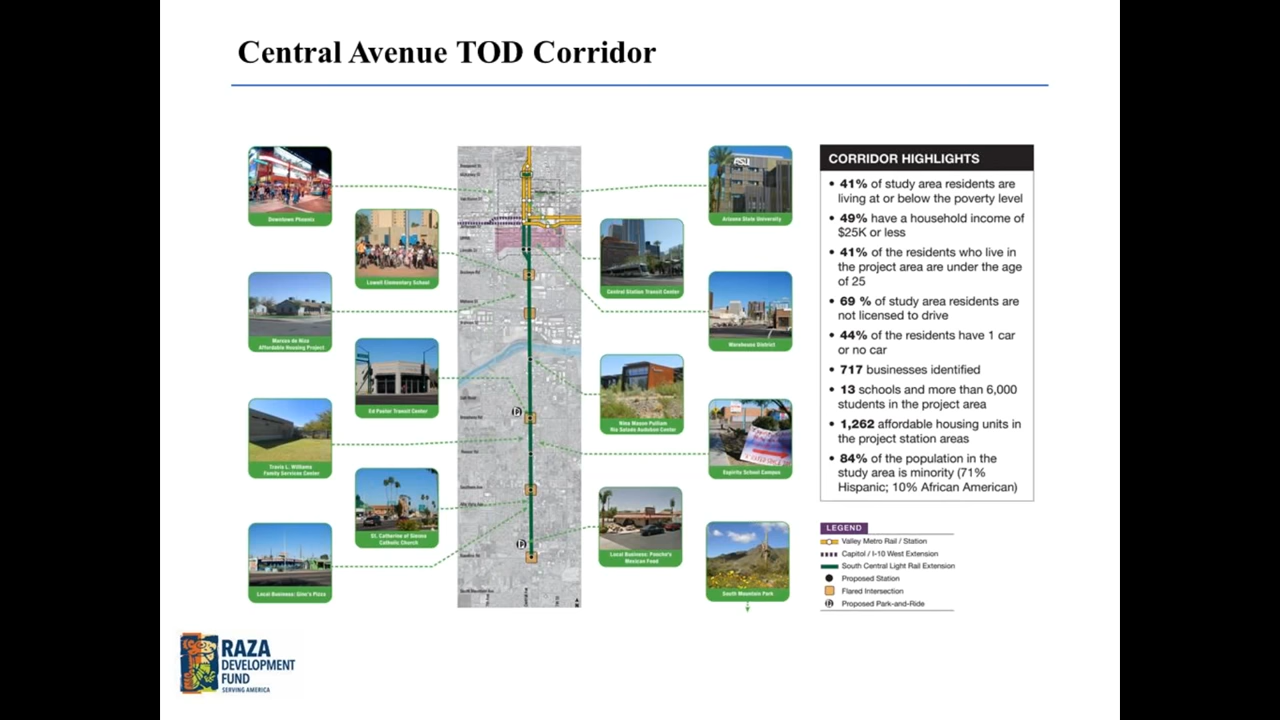 Central Avenue TOD Corridor
Downtown Phoenix
Lowell Elementary School
Marcos de Niza
Affordable Housing Project
Ed Pastor Transit Center
Travis L. Williams
Family Services Center
St. Catherine of Sienna
Catholic Church
Local Business: Gino's Pizza
ASU
Arizona State University
Central Station Transit Center
Warehouse District
Nina Mason Pulliam
Rio Salado Audubon Center
Espiritu School Campus
Local Business: Poncho's
Mexican Food
South Mountain Park
CORRIDOR HIGHLIGHTS
• 41% of study area residents are
living at or below the poverty level
• 49% have a household income of
$25K or less
• 41% of the residents who live in
the project area are under the age
of 25
• 69 % of study area residents are
not licensed to drive
• 44% of the residents have 1 car
or no car
• 717 businesses identified
• 13 schools and more than 6,000
students in the project area
• 1,262 affordable housing units in
the project station areas
• 84% of the population in the
study area is minority (71%
Hispanic; 10% African American)
LEGEND
Valley Metro Rail / Station
Capitol / I-10 West Extension
South Central Light Rail Extension
Proposed Station
Flared Intersection
Proposed Park-and-Ride
RAZA
DEVELOPMENT
FUND
SERVING AMERICA